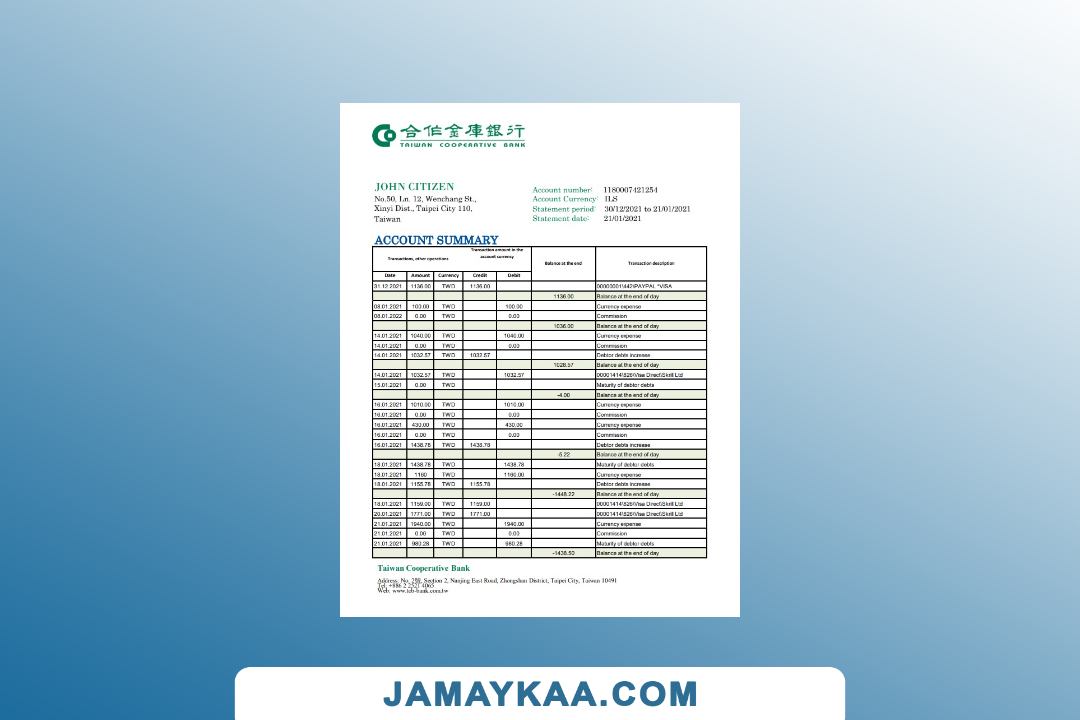 合作金庫銀行
TAIWAN COOPERATIVE BANK
JOHN CITIZEN
No.50, Ln. 12, Wenchang St.,
Xinyi Dist., Taipei City 110,
Taiwan
Account number: 1180007421254
Account Currency: ILS
Statement period: 30/12/2021 to 21/01/2021
Statement date: 21/01/2021
ACCOUNT SUMMARY
Transactions, other operations Transaction amount in the account currency Balance at the end Transaction description
Date Amount Currency Credit Debit
31.12.2021 1136.00 TWD 1136.00 00000001\442\PAYPAL *VISA
1136.00 Balance at the end of day
08.01.2021 100.00 TWD 100.00 Currency expense
08.01.2022 0.00 TWD 0.00 Commission
1036.00 Balance at the end of day
14.01.2021 1040.00 TWD 1040.00 Currency expense
14.01.2021 0.00 TWD 0.00 Commission
14.01.2021 1032.57 TWD 1032.57 Debtor debts increase
1028.57 Balance at the end of day
14.01.2021 1032.57 TWD 1032.57 00001414\826\Visa Direct\Skrill Ltd
15.01.2021 0.00 TWD Maturity of debtor debts
-4.00 Balance at the end of day
16.01.2021 1010.00 TWD 1010.00 Currency expense
16.01.2021 0.00 TWD 0.00 Commission
16.01.2021 430.00 TWD 430.00 Currency expense
16.01.2021 0.00 TWD 0.00 Commission
16.01.2021 1438.78 TWD 1438.78 Debtor debts increase
-5.22 Balance at the end of day
18.01.2021 1438.78 TWD 1438.78 Maturity of debtor debts
18.01.2021 1160 TWD 1160.00 Currency expense
18.01.2021 1155.78 TWD 1155.78 Debtor debts increase
-1448.22 Balance at the end of day
18.01.2021 1159.00 TWD 1159.00 00001414\826\Visa Direct\Skrill Ltd
20.01.2021 1771.00 TWD 1771.00 00001414\826\Visa Direct\Skrill Ltd
21.01.2021 1940.00 TWD 1940.00 Currency expense
21.01.2021 0.00 TWD 0.00 Commission
21.01.2021 980.28 TWD 980.28 Maturity of debtor debts
-1438.50 Balance at the end of day
Taiwan Cooperative Bank
Address: No. Section 2, Nanjing East Road, Zhongshan District, Taipei City, Taiwan 10491
Tel: +886 2 2521 4065
Web: www.tcb-bank.com.tw
JAMAYKAA.COM